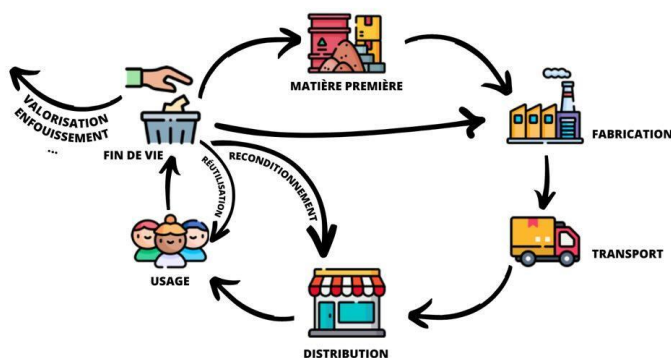 MATIÈRE PREMIÈRE
VALORISATION
ENFOUISSEMENT
...
FABRICATION
FIN DE VIE
RÉUTILISATION
RECONDITIONNEMENT
TRANSPORT
USAGE
DISTRIBUTION